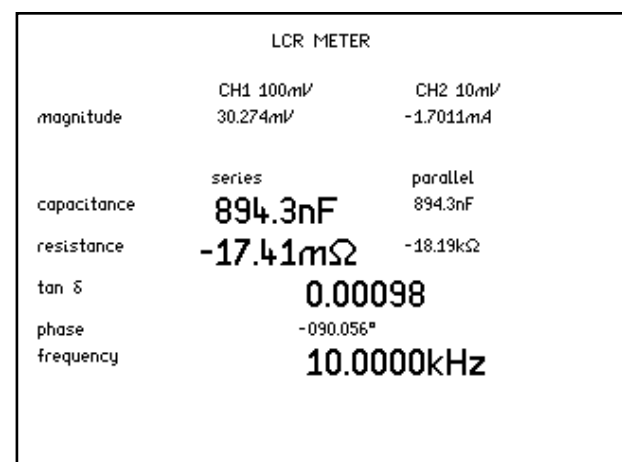 LCR METER
CH1 100mV CH2 10mV
magnitude 30.274mV -1.7011mA
series parallel
capacitance 894.3nF 894.3nF
resistance -17.41mΩ -18.19kΩ
tan δ 0.00098
phase -090.056°
frequency 10.0000kHz